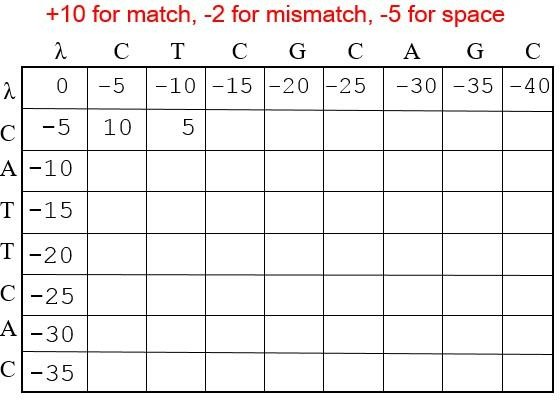 +10 for match, -2 for mismatch, -5 for space
λ C T C G C A G C
λ 0 -5 -10 -15 -20 -25 -30 -35 -40
C -5 10 5
A -10
T -15
T -20
C -25
A -30
C -35